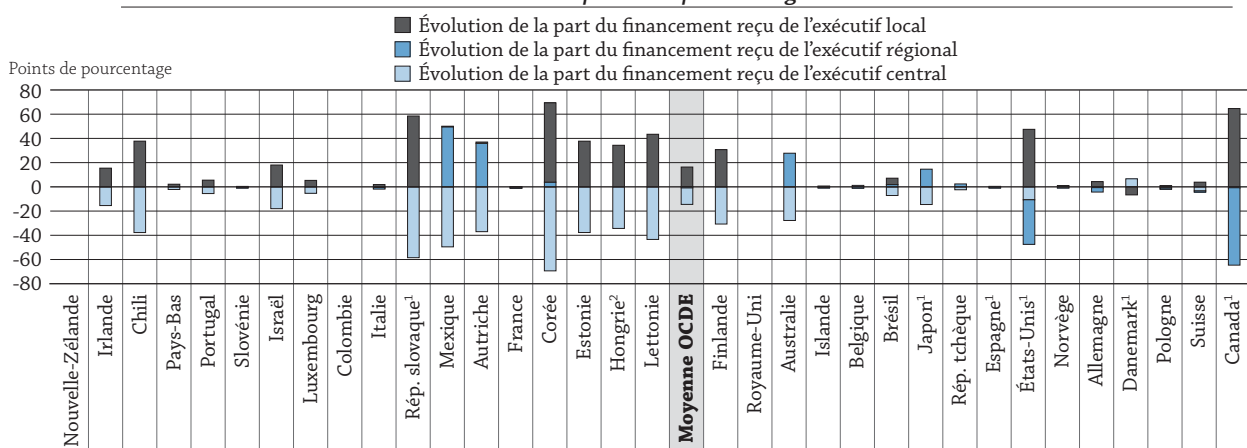 Évolution de la part du financement reçu de l'exécutif local
Évolution de la part du financement reçu de l'exécutif régional
Évolution de la part du financement reçu de l'exécutif central
Points de pourcentage
80
60
40
20
0
-20
-40
-60
-80
Nouvelle-Zélande
Irlande
Chili
Pays-Bas
Portugal
Slovénie
Israël
Luxembourg
Colombie
Italie
Rép. slovaque¹
Mexique
Autriche
France
Corée
Estonie
Hongrie²
Lettonie
Moyenne OCDE
Finlande
Royaume-Uni
Australie
Islande
Belgique
Brésil
Japon¹
Rép. tchèque
Espagne¹
États-Unis¹
Norvège
Allemagne
Danemark¹
Pologne
Suisse
Canada¹